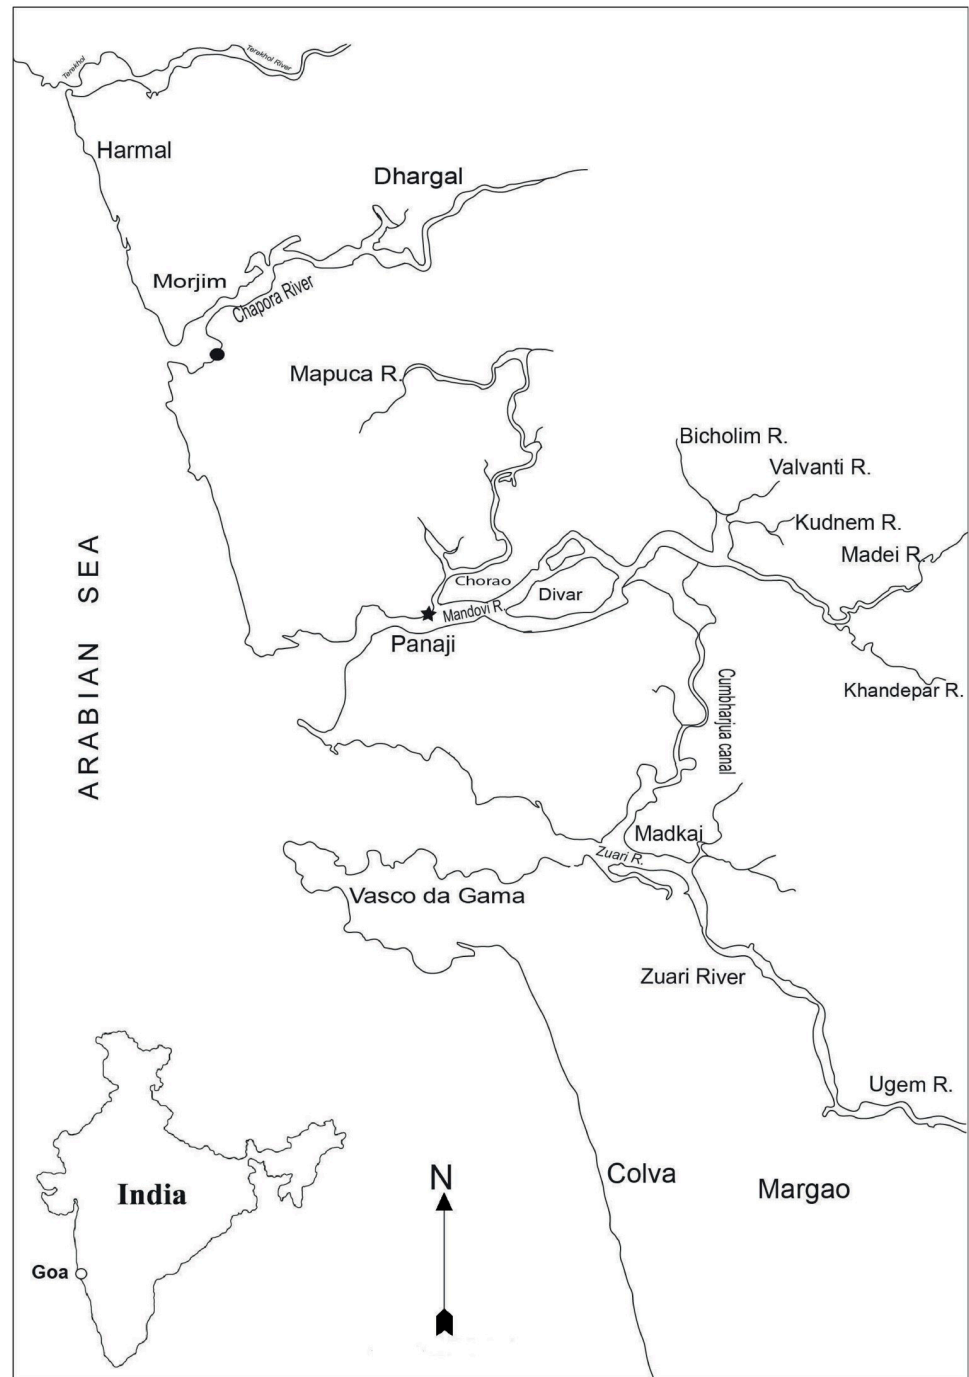 Terekhol
Terekhol River
Harmal
Dhargal
Morjim
Chapora River
Mapuca R.
Bicholim R.
Valvanti R.
Kudnem R.
Madei R.
Chorao
Divar
Mandovi R.
Panaji
Khandepar R.
ARABIAN SEA
Cumbharjua canal
Madkai
Zuari R.
Vasco da Gama
Zuari River
Ugem R.
N
Colva
Margao
India
Goa